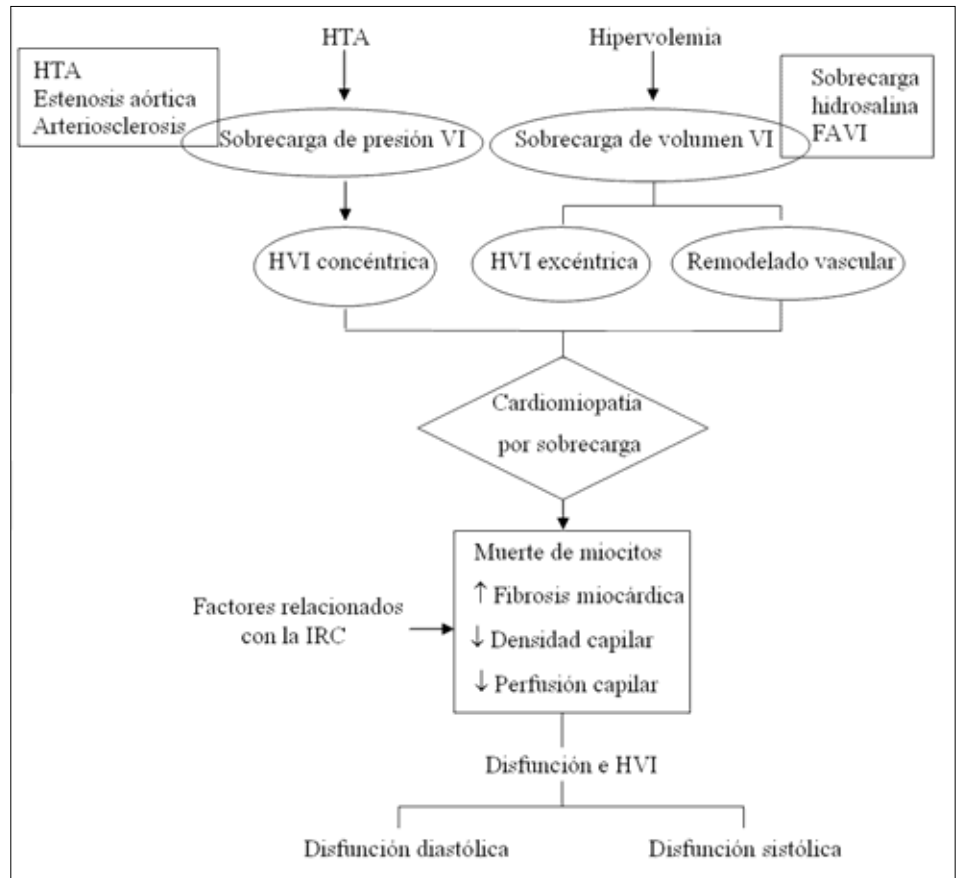 HTA
Hipervolemia
HTA
Estenosis aórtica
Arteriosclerosis
Sobrecarga
hidrosalina
FAVI
Sobrecarga de presión VI
Sobrecarga de volumen VI
HVI concéntrica
HVI excéntrica
Remodelado vascular
Cardiomiopatía
por sobrecarga
Muerte de miocitos
↑ Fibrosis miocárdica
↓ Densidad capilar
↓ Perfusión capilar
Factores relacionados
con la IRC
Disfunción e HVI
Disfunción diastólica
Disfunción sistólica